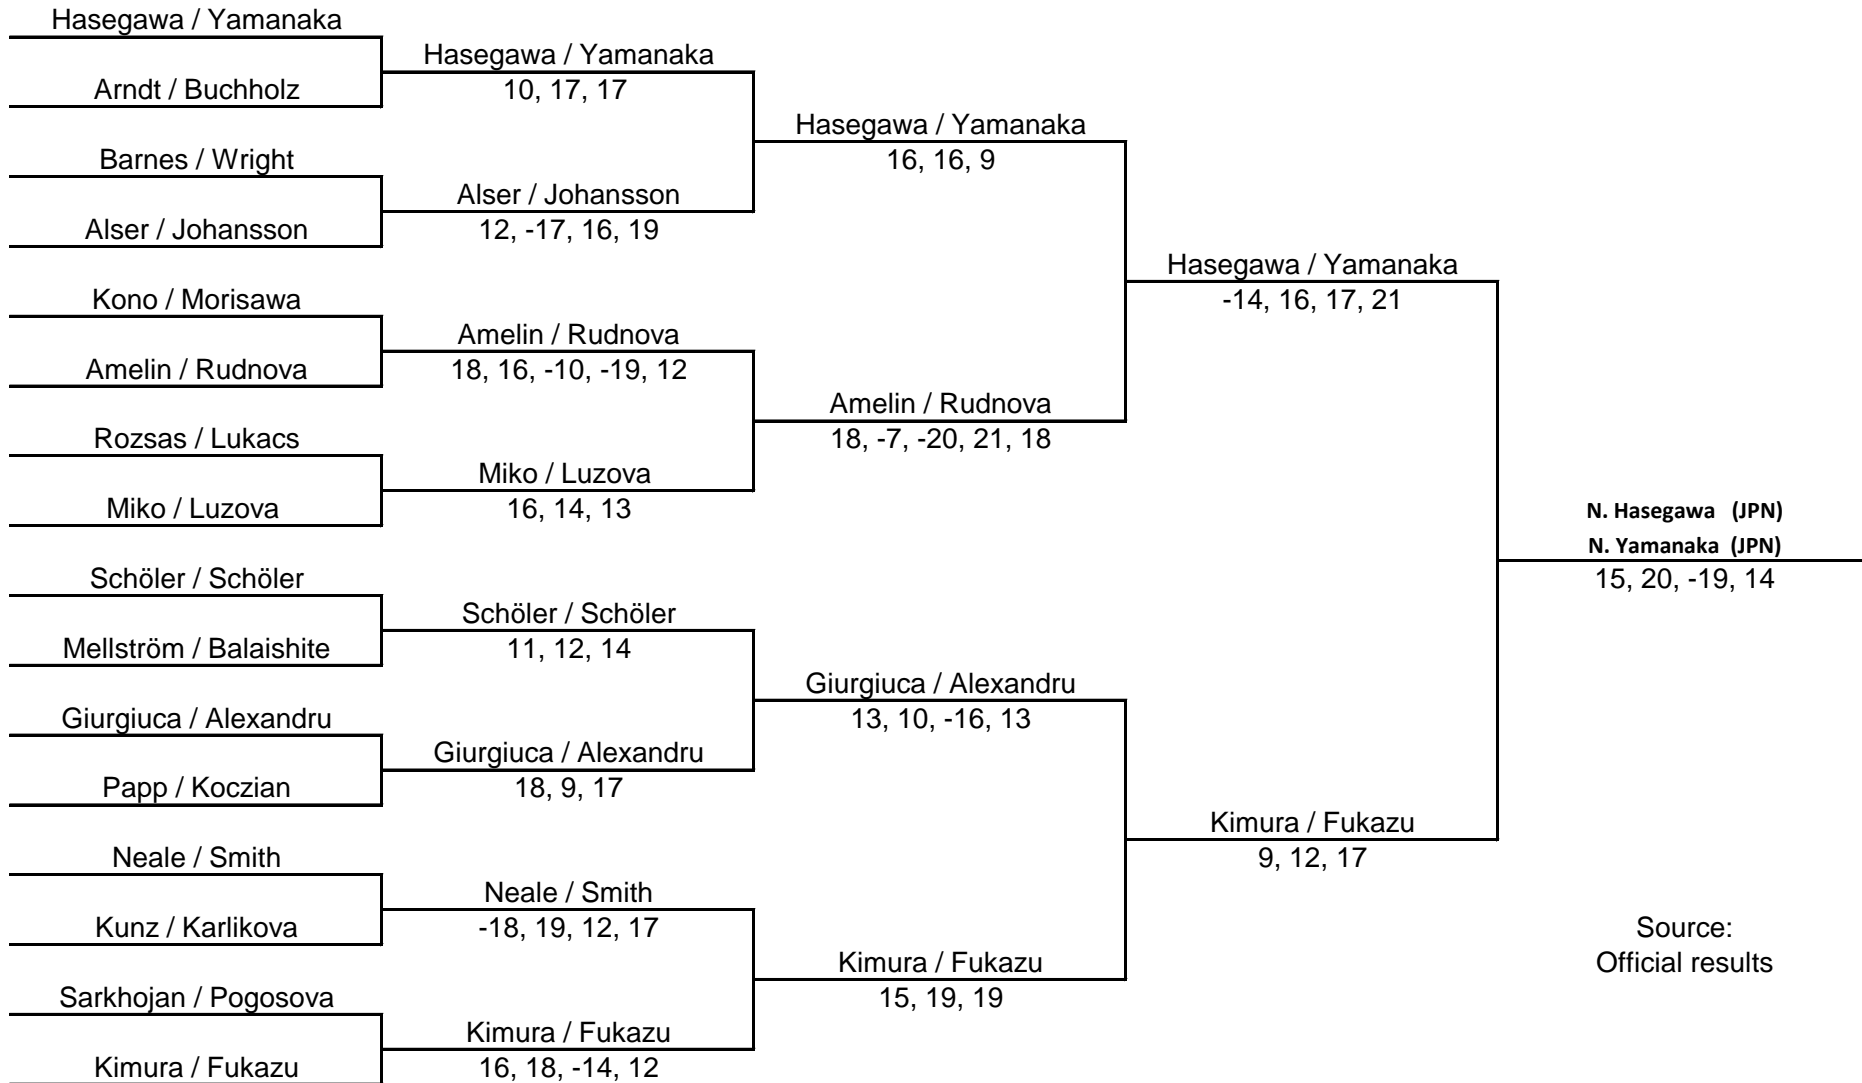 Hasegawa / Yamanaka
Arndt / Buchholz
Barnes / Wright
Alser / Johansson
Kono / Morisawa
Amelin / Rudnova
Rozsas / Lukacs
Miko / Luzova
Schöler / Schöler
Mellström / Balaishite
Giurgiuca / Alexandru
Papp / Koczian
Neale / Smith
Kunz / Karlikova
Sarkhojan / Pogosova
Kimura / Fukazu
Hasegawa / Yamanaka
10, 17, 17
Alser / Johansson
12, -17, 16, 19
Amelin / Rudnova
18, 16, -10, -19, 12
Miko / Luzova
16, 14, 13
Schöler / Schöler
11, 12, 14
Giurgiuca / Alexandru
18, 9, 17
Neale / Smith
-18, 19, 12, 17
Kimura / Fukazu
16, 18, -14, 12
Hasegawa / Yamanaka
16, 16, 9
Amelin / Rudnova
18, -7, -20, 21, 18
Giurgiuca / Alexandru
13, 10, -16, 13
Kimura / Fukazu
15, 19, 19
Hasegawa / Yamanaka
-14, 16, 17, 21
Kimura / Fukazu
9, 12, 17
N. Hasegawa (JPN)
N. Yamanaka (JPN)
15, 20, -19, 14
Source:
Official results